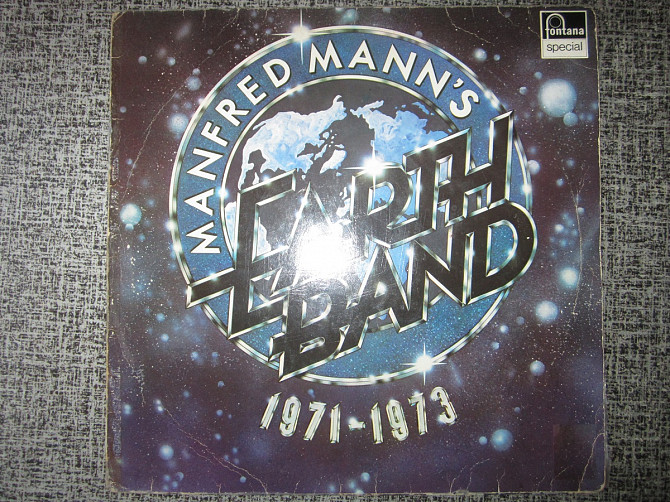 fontana
special
MANFRED MANN'S
EARTH
BAND
1971-1973